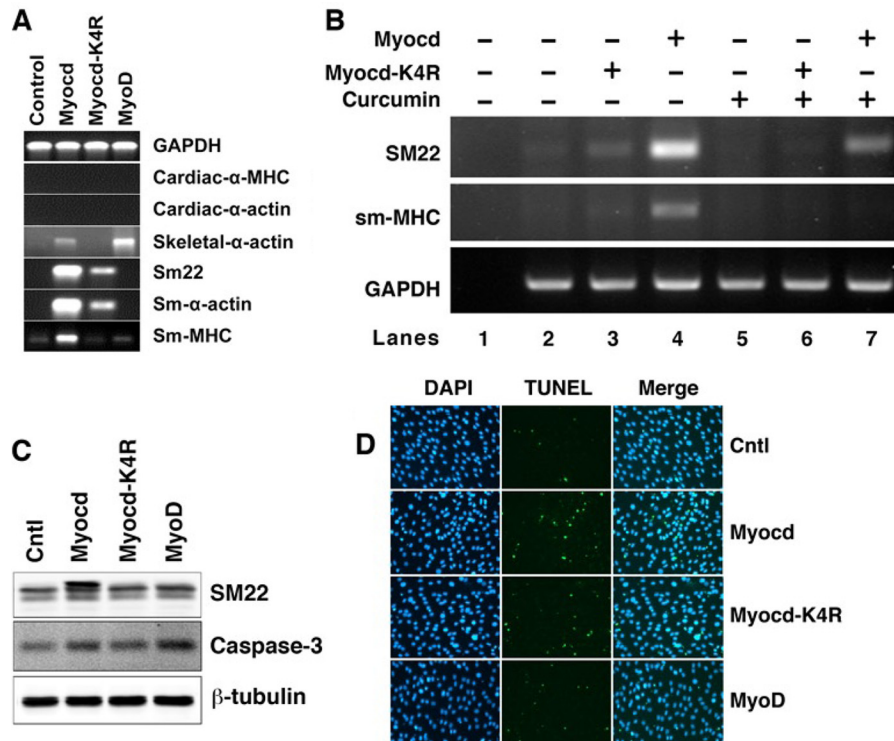 A
Control
Myocd
Myocd-K4R
MyoD
GAPDH
Cardiac-α-MHC
Cardiac-α-actin
Skeletal-α-actin
Sm22
Sm-α-actin
Sm-MHC
B
Myocd – – – + – – +
Myocd-K4R – – + – – + –
Curcumin – – – – + + +
SM22
sm-MHC
GAPDH
Lanes 1 2 3 4 5 6 7
C
Cntl
Myocd
Myocd-K4R
MyoD
SM22
Caspase-3
β-tubulin
D
DAPI TUNEL Merge
Cntl
Myocd
Myocd-K4R
MyoD